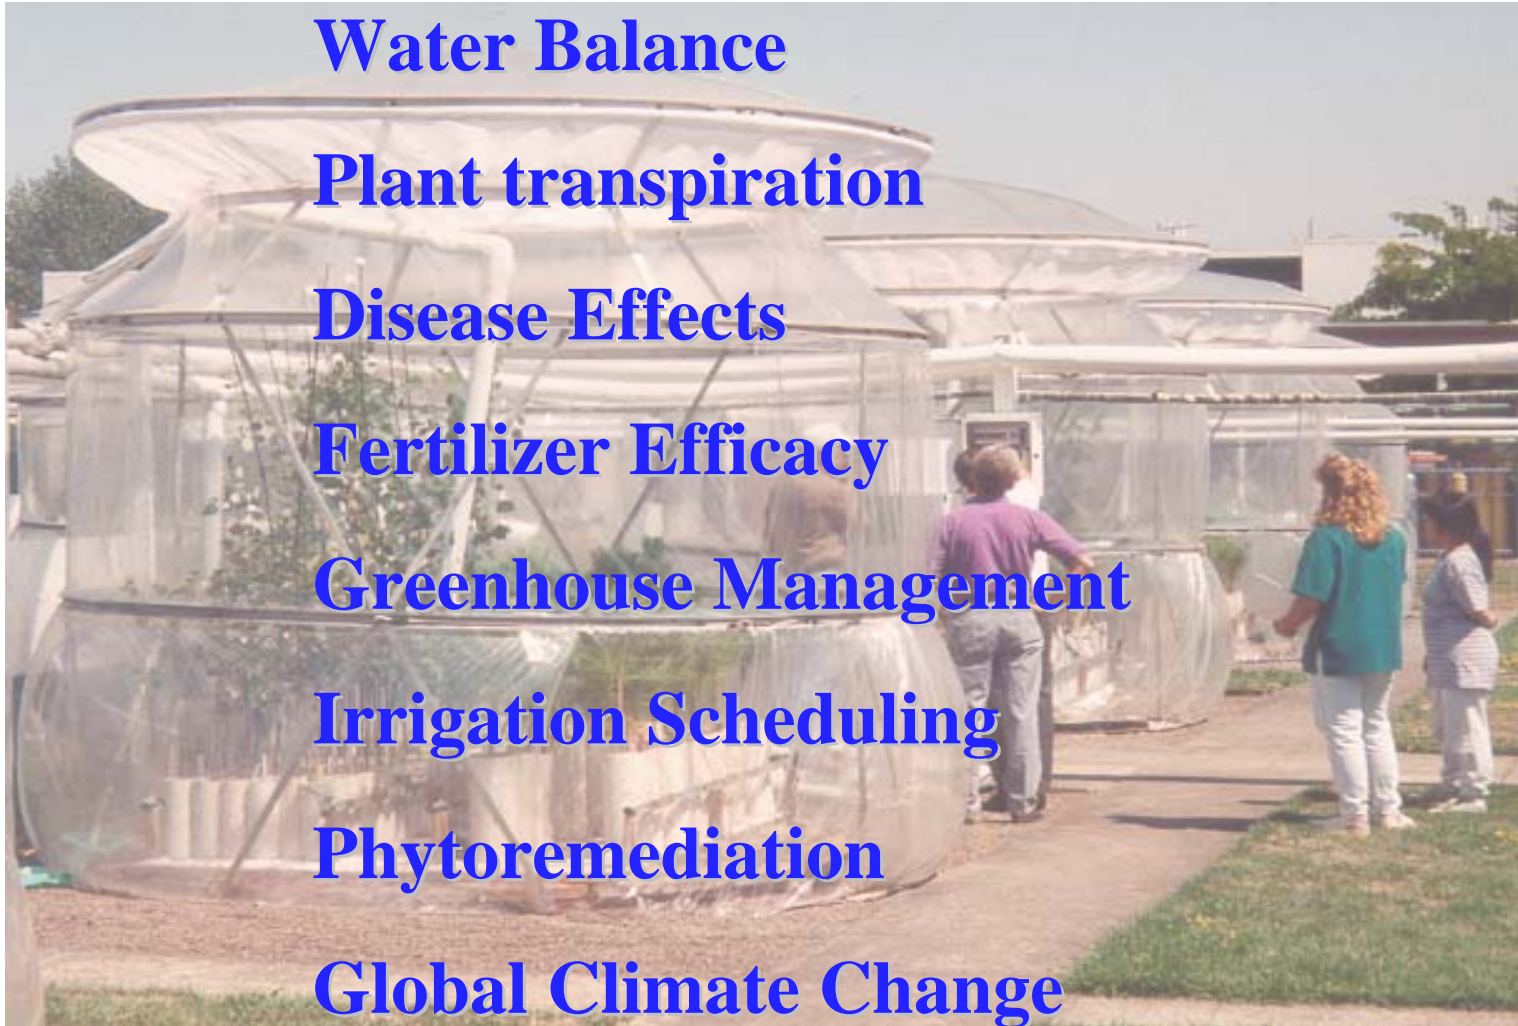 Water Balance
Plant transpiration
Disease Effects
Fertilizer Efficacy
Greenhouse Management
Irrigation Scheduling
Phytoremediation
Global Climate Change